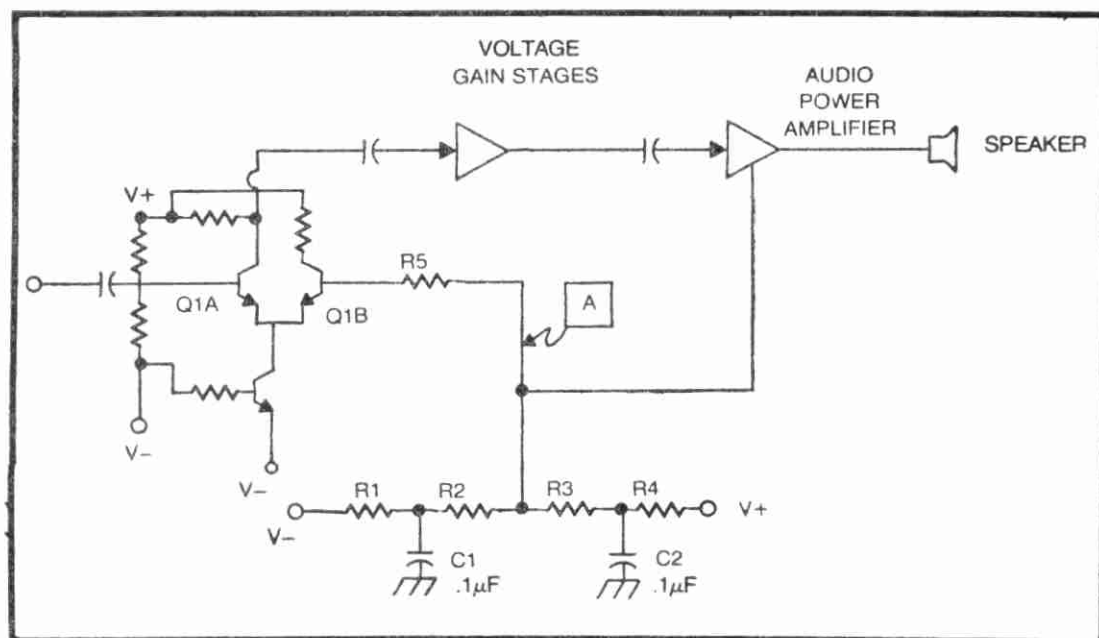 VOLTAGE
GAIN STAGES
AUDIO
POWER
AMPLIFIER
SPEAKER
V+
R5
A
Q1A
Q1B
V−
V−
R1
R2
R3
R4
V−
V+
C1
.1μF
C2
.1μF